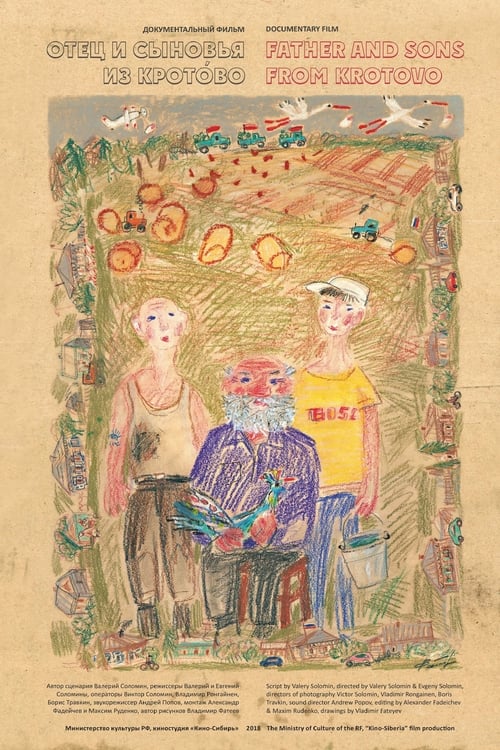 ДОКУМЕНТАЛЬНЫЙ ФИЛЬМ
ОТЕЦ И СЫНОВЬЯ
ИЗ КРОТО́ВО
DOCUMENTARY FILM
FATHER AND SONS
FROM KROTOVO
BOSS
Автор сценария Валерий Соломин, режиссеры Валерий и Евгений
Соломины, операторы Виктор Соломин, Владимир Ронгайнен,
Борис Травкин, звукорежиссер Андрей Попов, монтаж Александр
Фадейчев и Максим Руденко, автор рисунков Владимир Фатеев
Script by Valery Solomin, directed by Valery Solomin & Evgeny Solomin,
directors of photography Victor Solomin, Vladimir Rongainen, Boris
Travkin, sound director Andrew Popov, editing by Alexander Fadeichev
& Maxim Rudenko, drawings by Vladimir Fateyev
Министерство культуры РФ, киностудия «Кино-Сибирь» 2018 The Ministry of Culture of the RF, "Kino-Siberia" film production